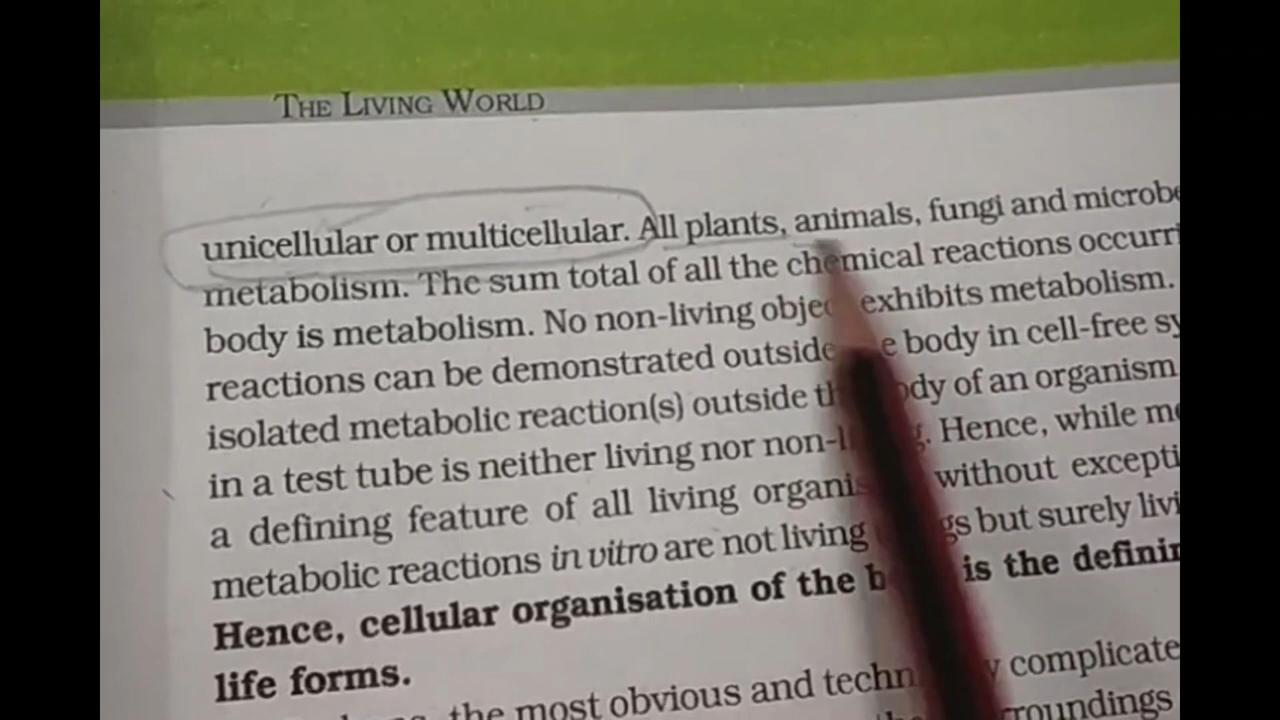 THE LIVING WORLD
unicellular or multicellular. All plants, animals, fungi and microbe
metabolism. The sum total of all the chemical reactions occurri
body is metabolism. No non-living objec exhibits metabolism.
reactions can be demonstrated outside e body in cell-free sy
isolated metabolic reaction(s) outside th ody of an organism
in a test tube is neither living nor non-l g. Hence, while me
a defining feature of all living organis without excepti
metabolic reactions in vitro are not living gs but surely livi
Hence, cellular organisation of the b is the definin
life forms.
the most obvious and techn y complicate
rroundings